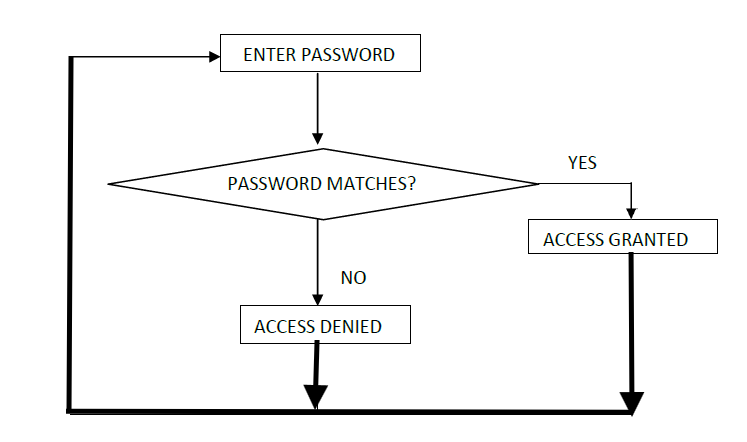 ENTER PASSWORD
PASSWORD MATCHES?
YES
ACCESS GRANTED
NO
ACCESS DENIED